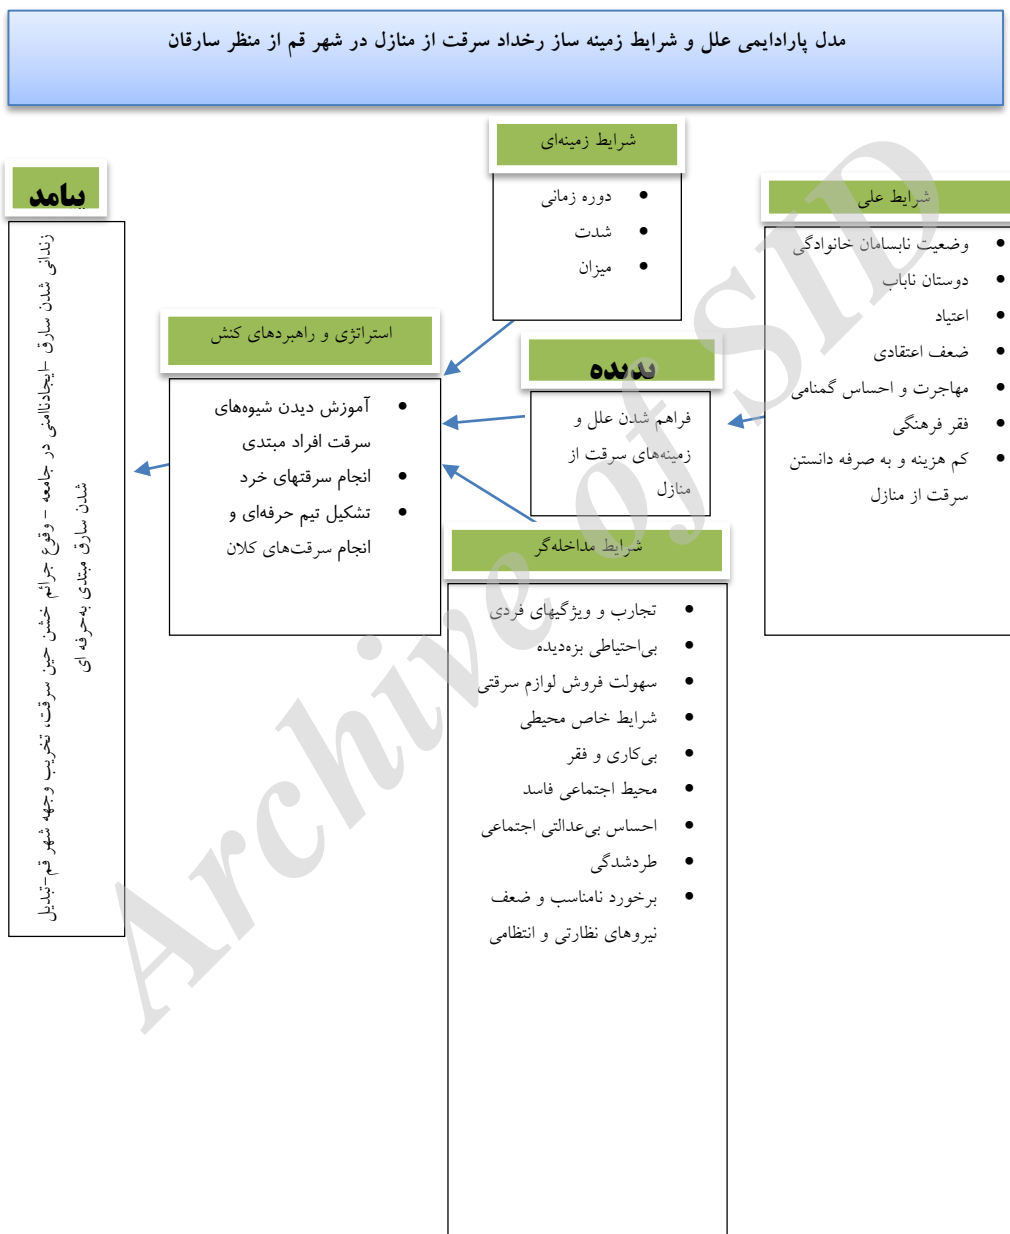 مدل پارادایمی علل و شرایط زمینه ساز رخداد سرقت از منازل در شهر قم از منظر سارقان
شرایط علی
وضعیت نابسامان خانوادگی
دوستان ناباب
اعتیاد
ضعف اعتقادی
مهاجرت و احساس گمنامی
فقر فرهنگی
کم هزینه و به صرفه دانستن
سرقت از منازل
شرایط زمینه‌ای
دوره زمانی
شدت
میزان
پدیده
فراهم شدن علل و
زمینه‌های سرقت از
منازل
شرایط مداخله‌گر
تجارب و ویژگیهای فردی
بی‌احتیاطی بزه‌دیده
سهولت فروش لوازم سرقتی
شرایط خاص محیطی
بی‌کاری و فقر
محیط اجتماعی فاسد
احساس بی‌عدالتی اجتماعی
طردشدگی
برخورد نامناسب و ضعف
نیروهای نظارتی و انتظامی
استراتژی و راهبردهای کنش
آموزش دیدن شیوه‌های
سرقت افراد مبتدی
انجام سرقتهای خرد
تشکیل تیم حرفه‌ای و
انجام سرقت‌های کلان
پیامد
زندانی شدن سارق -ایجادناامنی در جامعه - وقوع جرائم خشن حین سرقت، تخریب وجهه شهر قم-تبدیل
شدن سارق مبتدی به‌حرفه ای
Archive of SID